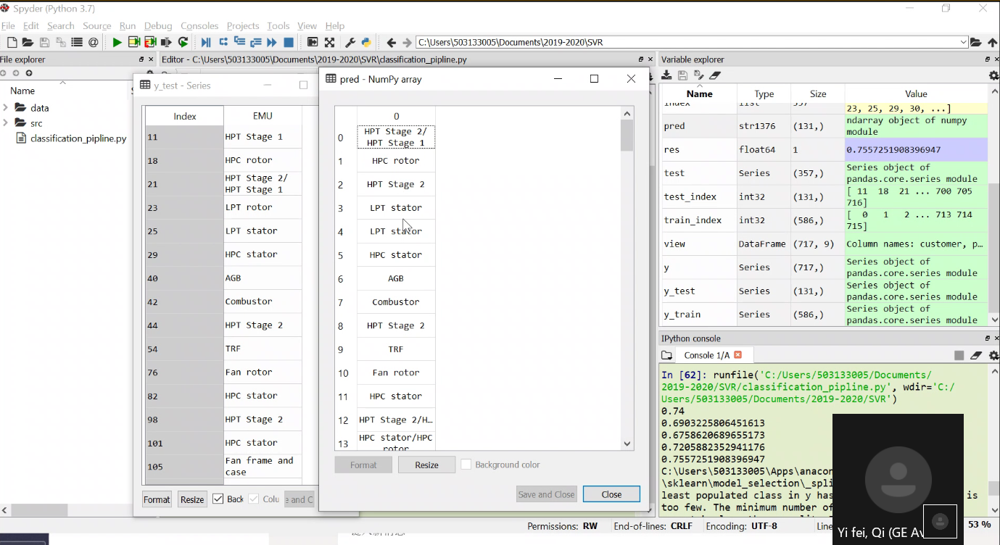 Spyder (Python 3.7)
File Edit Search Source Run Debug Consoles Projects Tools View Help
C:\Users\503133005\Documents\2019-2020\SVR
File explorer
Editor - C:\Users\503133005\Documents\2019-2020\SVR\classification_pipline.py
Variable explorer
Name
data
src
classification_pipline.py
y_test - Series
Index EMU
11 HPT Stage 1
18 HPC rotor
21 HPT Stage 2/
HPT Stage 1
23 LPT rotor
25 LPT stator
29 HPC stator
40 AGB
42 Combustor
44 HPT Stage 2
54 TRF
76 Fan rotor
82 HPC stator
98 HPT Stage 2
101 HPC stator
105 Fan frame and
case
Format Resize Back Colu e and C
pred - NumPy array
0
0 HPT Stage 2/
HPT Stage 1
1 HPC rotor
2 HPT Stage 2
3 LPT stator
4 LPT stator
5 HPC stator
6 AGB
7 Combustor
8 HPT Stage 2
9 TRF
10 Fan rotor
11 HPC stator
12 HPT Stage 2/H…
13 HPC stator/HPC
rotor
Format Resize Background color
Save and Close Close
Name Type Size Value
index list 357 23, 25, 29, 30, ...]
pred str1376 (131,) ndarray object of numpy
module
res float64 1 0.7557251908396947
test Series (357,) Series object of
pandas.core.series module
test_index int32 (131,) [ 11 18 21 ... 700 705
716]
train_index int32 (586,) [ 0 1 2 ... 713 714
715]
view DataFrame (717, 9) Column names: customer, p…
y Series (717,) Series object of
pandas.core.series module
y_test Series (131,) Series object of
pandas.core.series module
y_train Series (586,) Series object of
pandas.core.series module
IPython console
Console 1/A
In [62]: runfile('C:/Users/503133005/Documents/
2019-2020/SVR/classification_pipline.py', wdir='C:/
Users/503133005/Documents/2019-2020/SVR')
0.74
0.6903225806451613
0.6758620689655173
0.7205882352941176
0.7557251908396947
C:\Users\503133005\Apps\anacon
\sklearn\model_selection\_spli
least populated class in y has is
too few. The minimum number of
Yi fei, Qi (GE Av
Permissions: RW End-of-lines: CRLF Encoding: UTF-8 Line 53 %